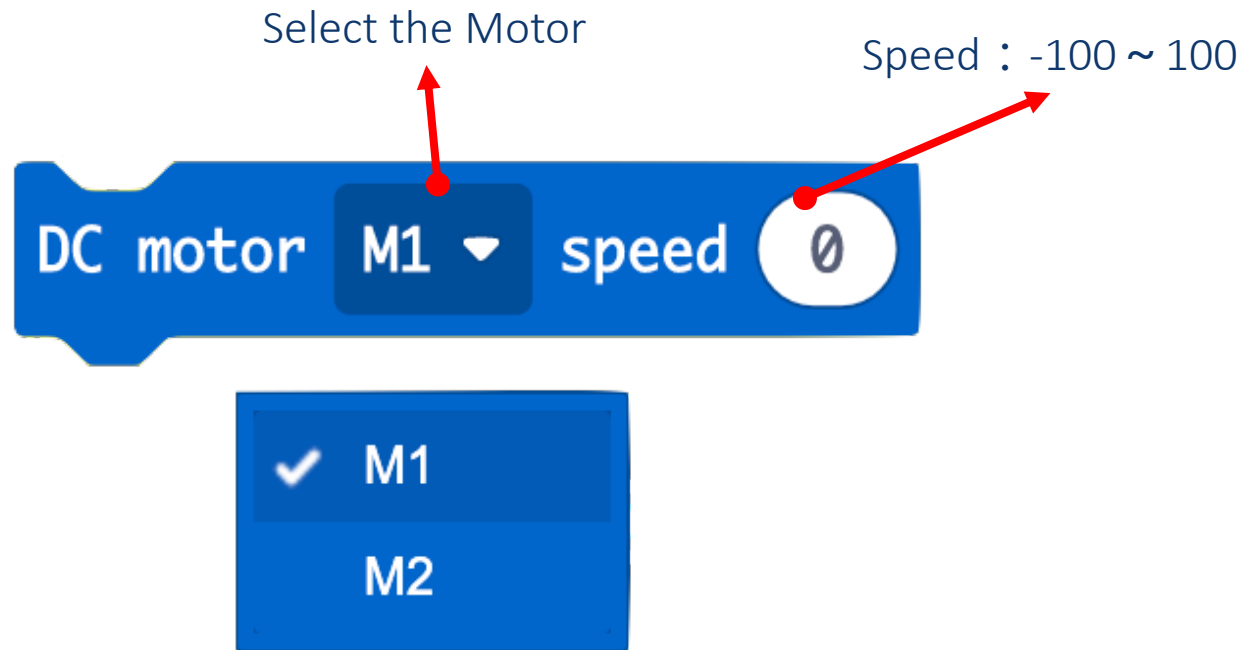 Select the Motor
Speed：-100 ~ 100
DC motor M1 speed 0
M1
M2